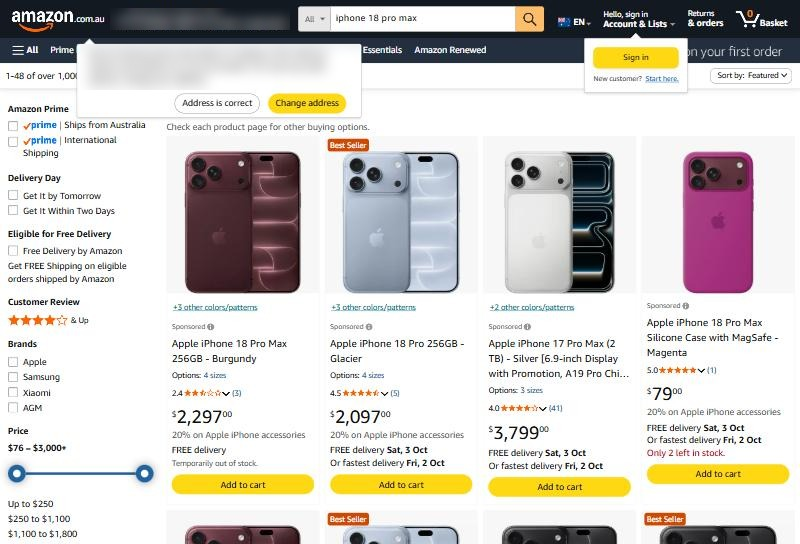 amazon.com.au
All
iphone 18 pro max
EN
Hello, sign in
Account & Lists
Returns
& orders
0
Basket
All
Prime
Essentials
Amazon Renewed
on your first order
Sign in
New customer? Start here.
1-48 of over 1,000
Sort by: Featured
Address is correct
Change address
Check each product page for other buying options.
Amazon Prime
prime | Ships from Australia
prime | International
Shipping
Delivery Day
Get It by Tomorrow
Get It Within Two Days
Eligible for Free Delivery
Free Delivery by Amazon
Get FREE Shipping on eligible
orders shipped by Amazon
Customer Review
& Up
Brands
Apple
Samsung
Xiaomi
AGM
Price
$76 – $3,000+
Up to $250
$250 to $1,100
$1,100 to $1,800
+3 other colors/patterns
Sponsored
Apple iPhone 18 Pro Max
256GB - Burgundy
Options: 4 sizes
2.4 (3)
$2,29700
20% on Apple iPhone accessories
FREE delivery
Temporarily out of stock.
Add to cart
Best Seller
+3 other colors/patterns
Sponsored
Apple iPhone 18 Pro 256GB -
Glacier
Options: 4 sizes
4.5 (5)
$2,09700
20% on Apple iPhone accessories
FREE delivery Sat, 3 Oct
Or fastest delivery Fri, 2 Oct
Add to cart
+2 other colors/patterns
Sponsored
Apple iPhone 17 Pro Max (2
TB) - Silver [6.9-inch Display
with Promotion, A19 Pro Chi...
Options: 3 sizes
4.0 (41)
$3,79900
FREE delivery Sat, 3 Oct
Or fastest delivery Fri, 2 Oct
Add to cart
Sponsored
Apple iPhone 18 Pro Max
Silicone Case with MagSafe -
Magenta
5.0 (1)
$7900
20% on Apple iPhone accessories
FREE delivery Sat, 3 Oct
Or fastest delivery Fri, 2 Oct
Only 2 left in stock.
Add to cart
Best Seller
Best Seller